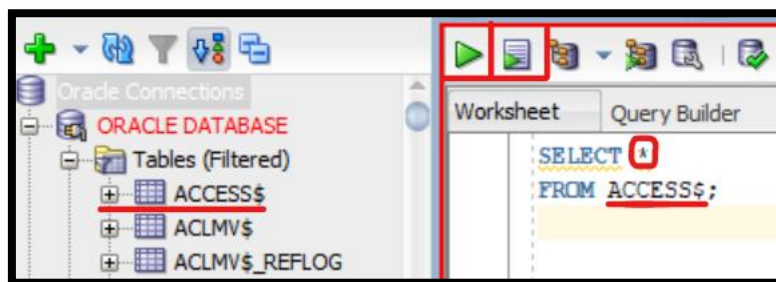 Oracle Connections
ORACLE DATABASE
Tables (Filtered)
ACCESS$
ACLMV$
ACLMV$_REFLOG
Worksheet Query Builder
SELECT *
FROM ACCESS$;